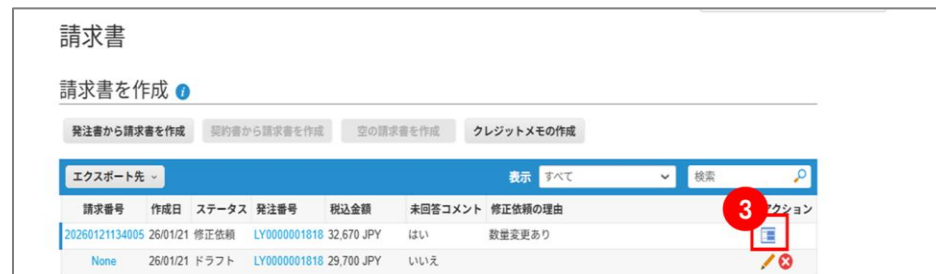 請求書
請求書を作成
発注書から請求書を作成 契約書から請求書を作成 空の請求書を作成 クレジットメモの作成
エクスポート先 表示 すべて 検索
請求番号 作成日 ステータス 発注番号 税込金額 未回答コメント 修正依頼の理由 3 クション
20260121134005 26/01/21 修正依頼 LY0000001818 32,670 JPY はい 数量変更あり
None 26/01/21 ドラフト LY0000001818 29,700 JPY いいえ